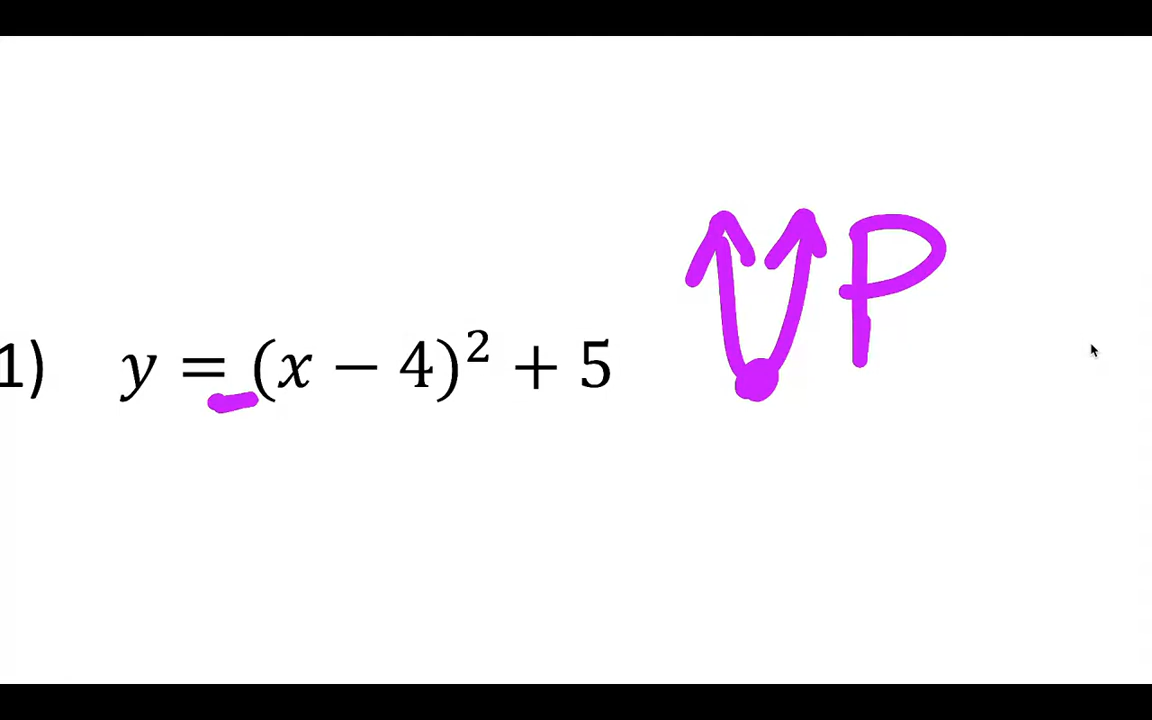 UP
1) y = (x − 4)² + 5